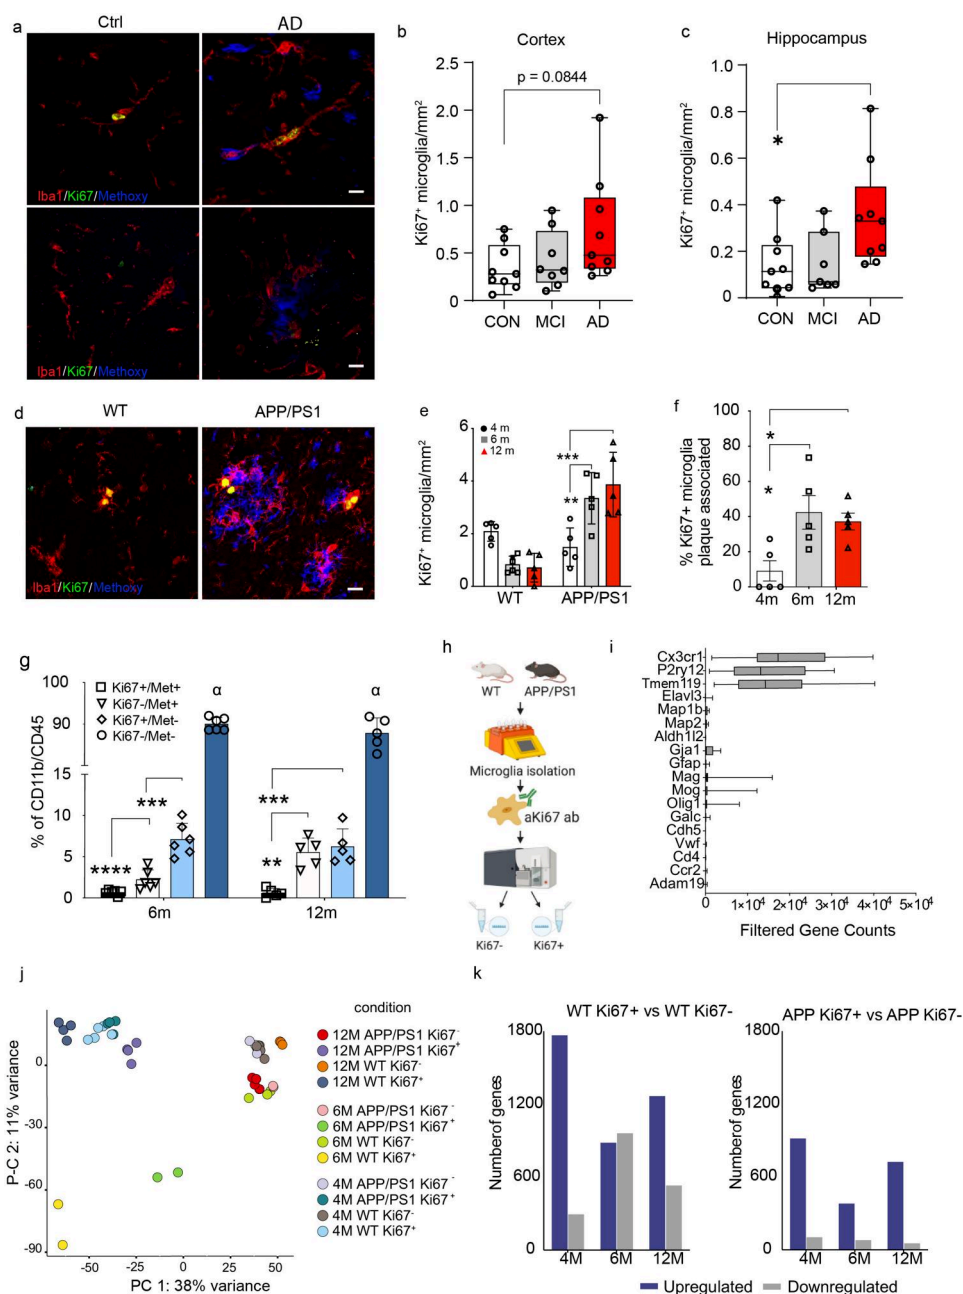 a
Ctrl
AD
Iba1/Ki67/Methoxy
Iba1/Ki67/Methoxy
b
Cortex
p = 0.0844
Ki67+ microglia/mm²
2.5
2.0
1.5
1.0
0.5
0
CON MCI AD
c
Hippocampus
*
Ki67+ microglia/mm²
1.0
0.8
0.6
0.4
0.2
0
CON MCI AD
d
WT
APP/PS1
Iba1/Ki67/Methoxy
e
4 m
6 m
12 m
***
**
Ki67+ microglia/mm²
6
4
2
0
WT APP/PS1
f
% Ki67+ microglia
plaque associated
100
80
60
40
20
0
*
*
4m 6m 12m
g
Ki67+/Met+
Ki67-/Met+
Ki67+/Met-
Ki67-/Met-
% of CD11b/CD45
100
90
15
10
5
0
α
α
***
****
***
**
6m 12m
h
WT APP/PS1
Microglia isolation
aKi67 ab
Ki67- Ki67+
i
Cx3cr1
P2ry12
Tmem119
Elavl3
Map1b
Map2
Aldh1l2
Gja1
Gfap
Mag
Mog
Olig1
Galc
Cdh5
Vwf
Cd4
Ccr2
Adam19
0 1×10⁴ 2×10⁴ 3×10⁴ 4×10⁴ 5×10⁴
Filtered Gene Counts
j
P-C 2: 11% variance
0
-30
-60
-90
-50 -25 0 25 50
PC 1: 38% variance
condition
12M APP/PS1 Ki67-
12M APP/PS1 Ki67+
12M WT Ki67-
12M WT Ki67+
6M APP/PS1 Ki67-
6M APP/PS1 Ki67+
6M WT Ki67-
6M WT Ki67+
4M APP/PS1 Ki67-
4M APP/PS1 Ki67+
4M WT Ki67-
4M WT Ki67+
k
WT Ki67+ vs WT Ki67-
Number of genes
1800
1200
600
0
4M 6M 12M
APP Ki67+ vs APP Ki67-
Number of genes
1800
1200
600
0
4M 6M 12M
Upregulated Downregulated